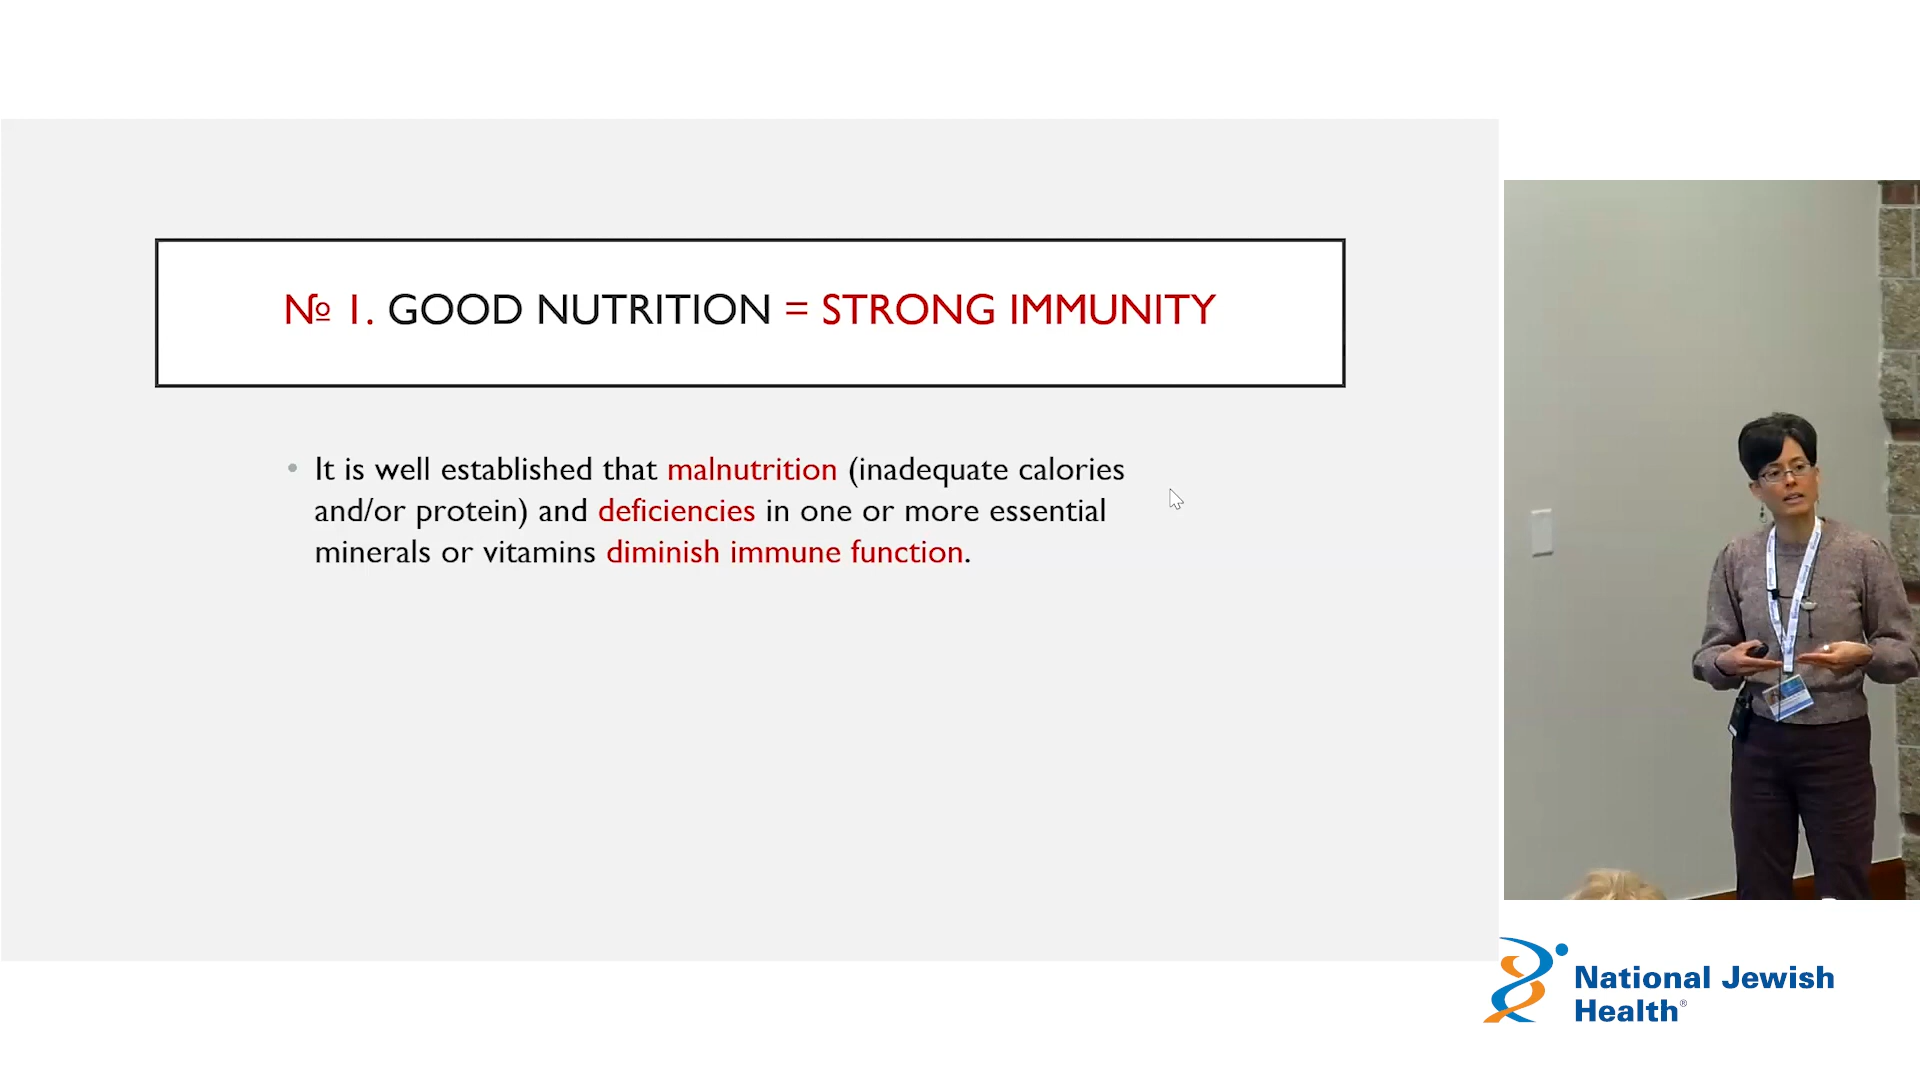 № 1. GOOD NUTRITION = STRONG IMMUNITY
• It is well established that malnutrition (inadequate calories
and/or protein) and deficiencies in one or more essential
minerals or vitamins diminish immune function.
National Jewish
Health®